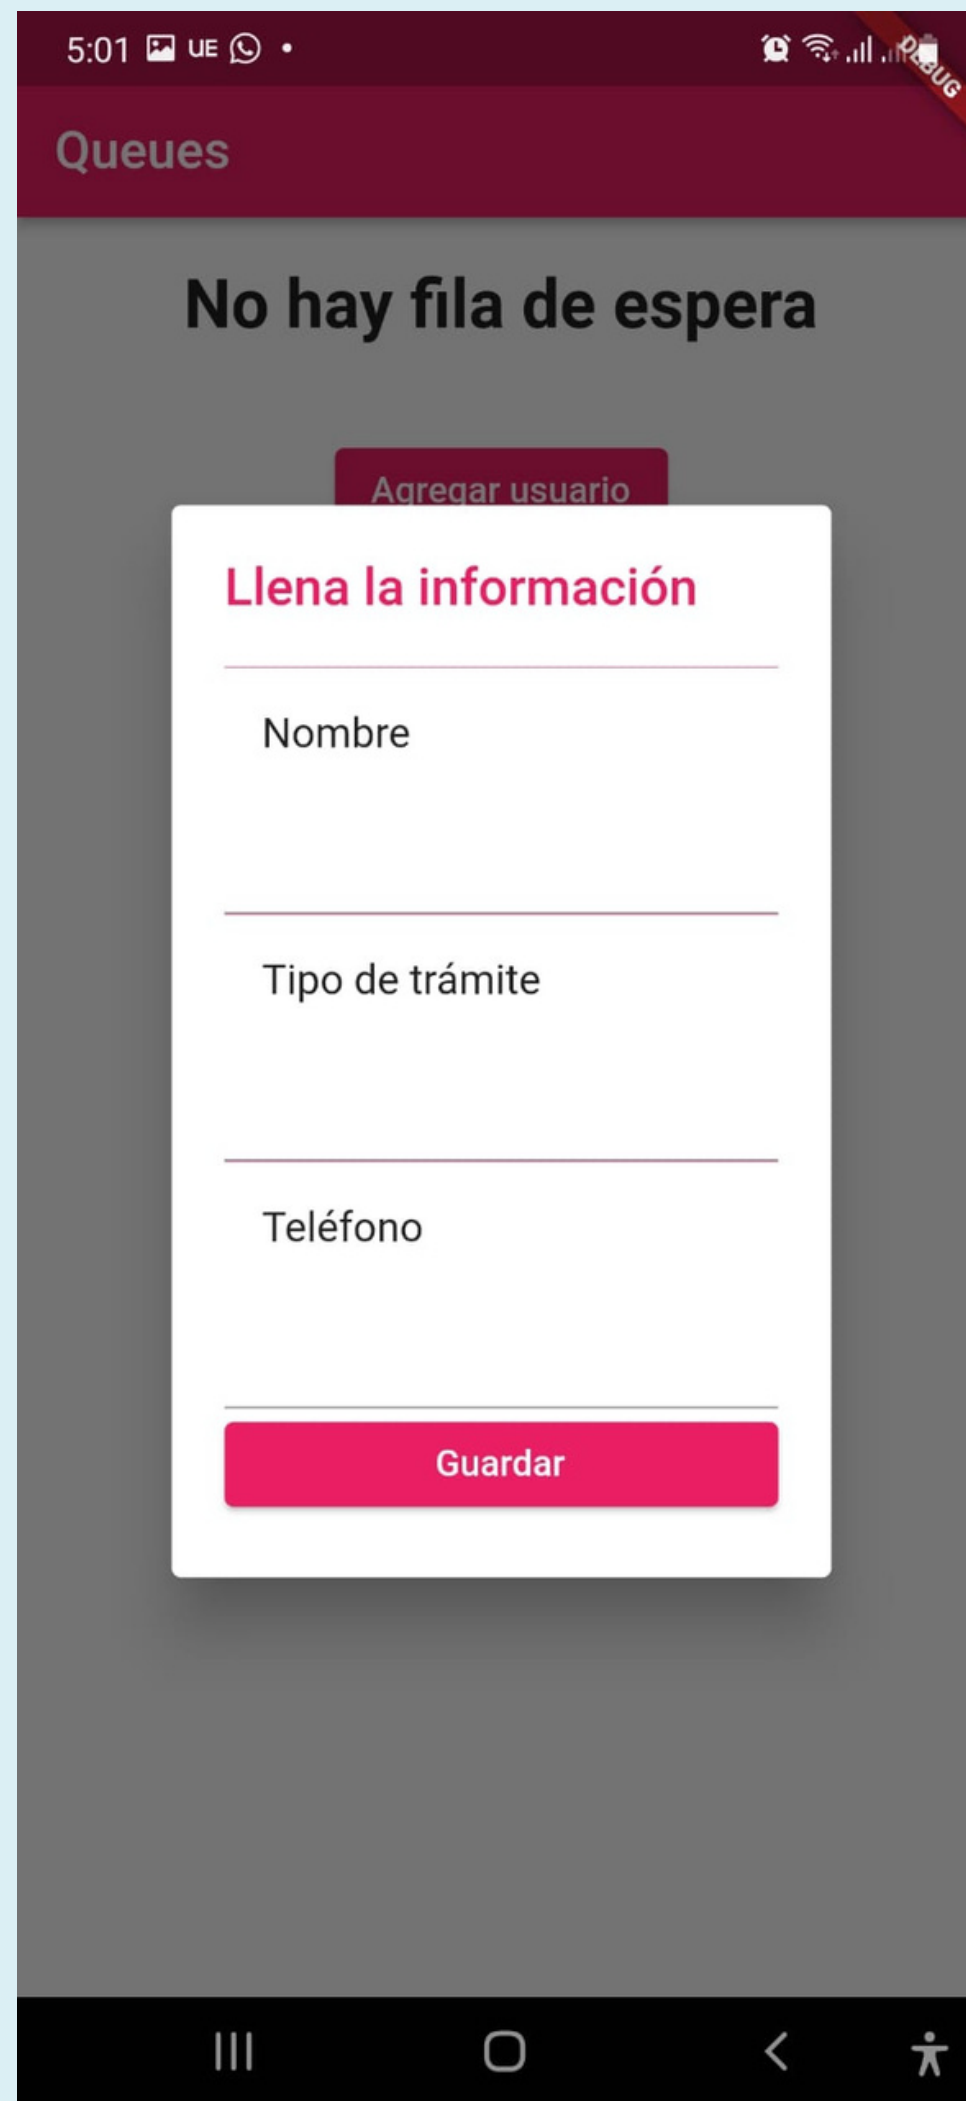 5:01 UE
DEBUG
Queues
No hay fila de espera
Agregar usuario
Llena la información
Nombre
Tipo de trámite
Teléfono
Guardar